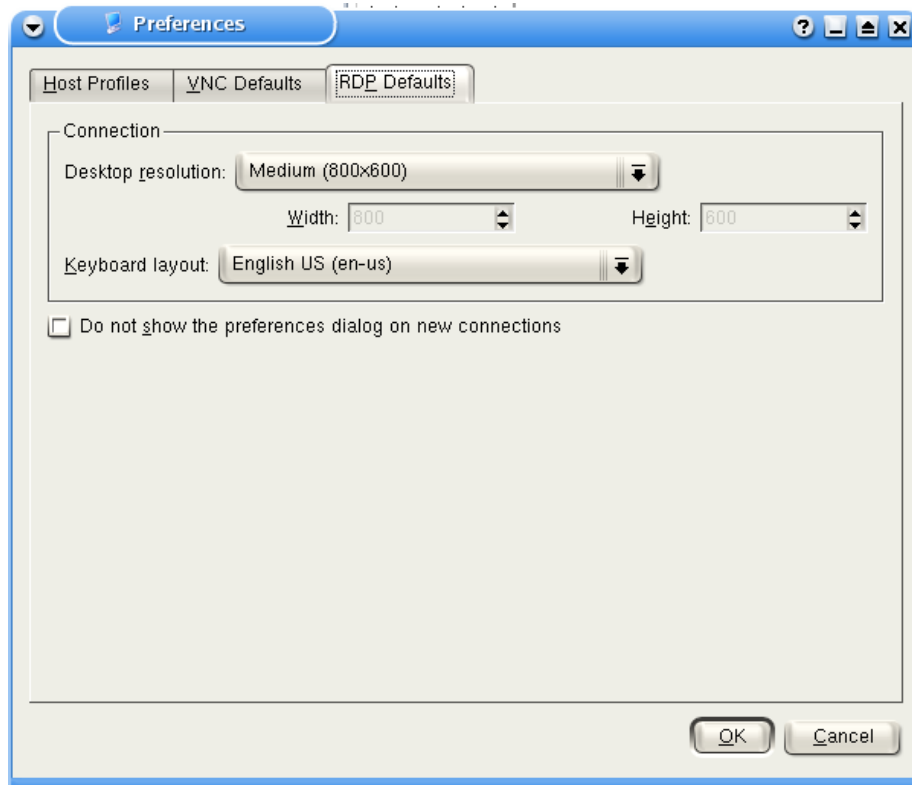 Preferences
Host Profiles VNC Defaults RDP Defaults
Connection
Desktop resolution: Medium (800x600)
Width: 800 Height: 600
Keyboard layout: English US (en-us)
Do not show the preferences dialog on new connections
OK Cancel